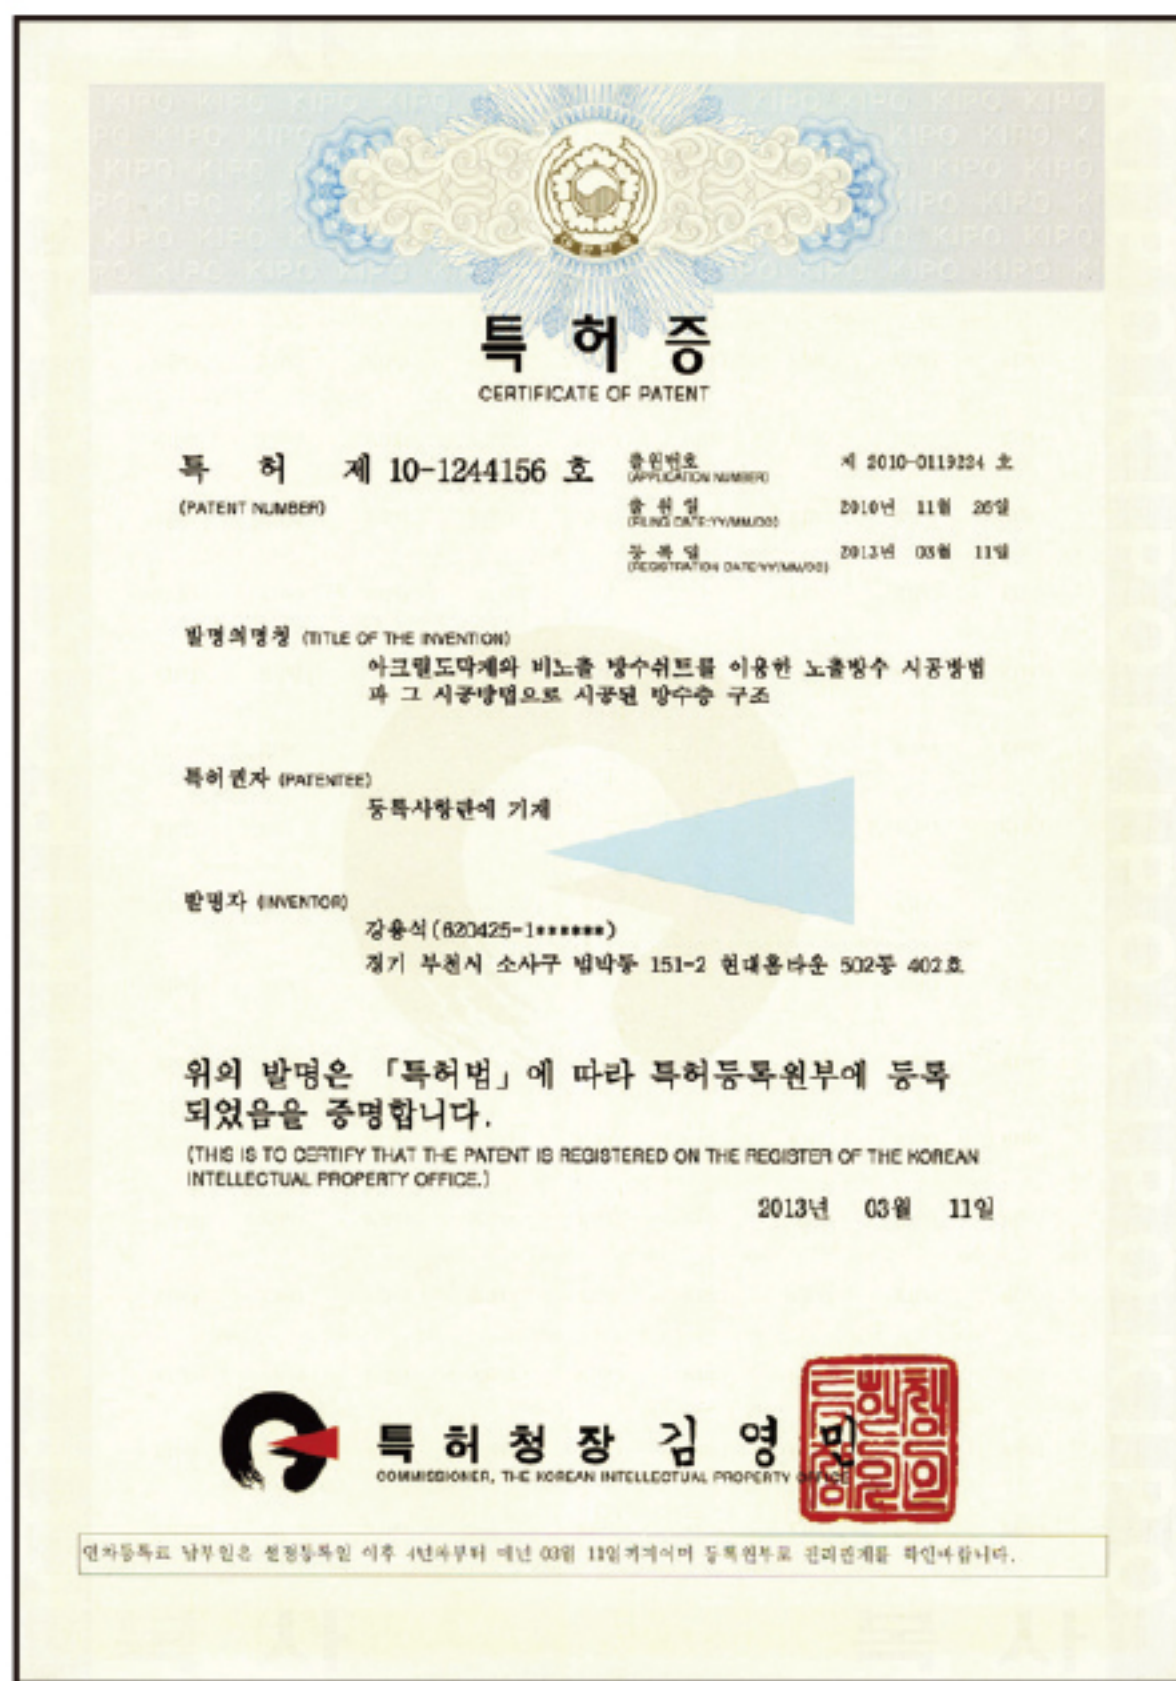 특허증
CERTIFICATE OF PATENT
특 허 제 10-1244156 호
(PATENT NUMBER)
출원번호 제 2010-0119224 호
(APPLICATION NUMBER)
출원일 2010년 11월 26일
(FILING DATE:YY/MM/DD)
등록일 2013년 03월 11일
(REGISTRATION DATE:YY/MM/DD)
발명의명칭 (TITLE OF THE INVENTION)
아크릴도막재와 비노출 방수쉬트를 이용한 노출방수 시공방법
과 그 시공방법으로 시공된 방수층 구조
특허권자 (PATENTEE)
등록사항란에 기재
발명자 (INVENTOR)
강용석(620425-1******)
경기 부천시 소사구 범박동 151-2 현대홈타운 502동 402호
위의 발명은 「특허법」에 따라 특허등록원부에 등록
되었음을 증명합니다.
(THIS IS TO CERTIFY THAT THE PATENT IS REGISTERED ON THE REGISTER OF THE KOREAN
INTELLECTUAL PROPERTY OFFICE.)
2013년 03월 11일
특허청장 김영민
COMMISSIONER, THE KOREAN INTELLECTUAL PROPERTY OFFICE
연차등록료 납부일은 설정등록일 이후 4년차부터 매년 03월 11일까지이며 등록원부로 권리관계를 확인바랍니다.